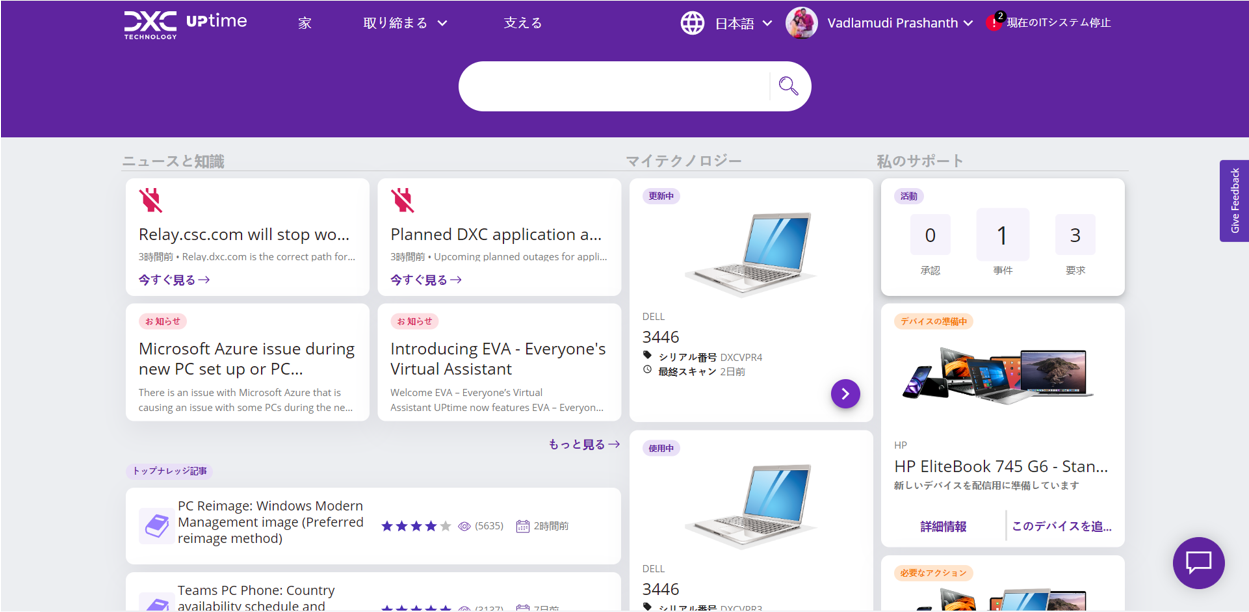 DXC TECHNOLOGY UPtime
家
取り締まる
支える
日本語
Vadlamudi Prashanth
2
現在のITシステム停止
Give Feedback
ニュースと知識
Relay.csc.com will stop wo...
3時間前 • Relay.dxc.com is the correct path for...
今すぐ見る→
Planned DXC application a...
3時間前 • Upcoming planned outages for appli...
今すぐ見る→
お知らせ
Microsoft Azure issue during
new PC set up or PC...
There is an issue with Microsoft Azure that is
causing an issue with some PCs during the ne...
お知らせ
Introducing EVA - Everyone's
Virtual Assistant
Welcome EVA – Everyone's Virtual
Assistant UPtime now features EVA – Everyon...
もっと見る→
トップナレッジ記事
PC Reimage: Windows Modern
Management image (Preferred
reimage method)
(5635)
2時間前
Teams PC Phone: Country
availability schedule and
(3137)
7日前
マイテクノロジー
更新中
DELL
3446
シリアル番号 DXCVPR4
最終スキャン 2日前
使用中
DELL
3446
シリアル番号 DXCVPR3
私のサポート
活動
0
承認
1
事件
3
要求
デバイスの準備中
HP
HP EliteBook 745 G6 - Stan...
新しいデバイスを配信用に準備しています
詳細情報
このデバイスを追...
必要なアクション